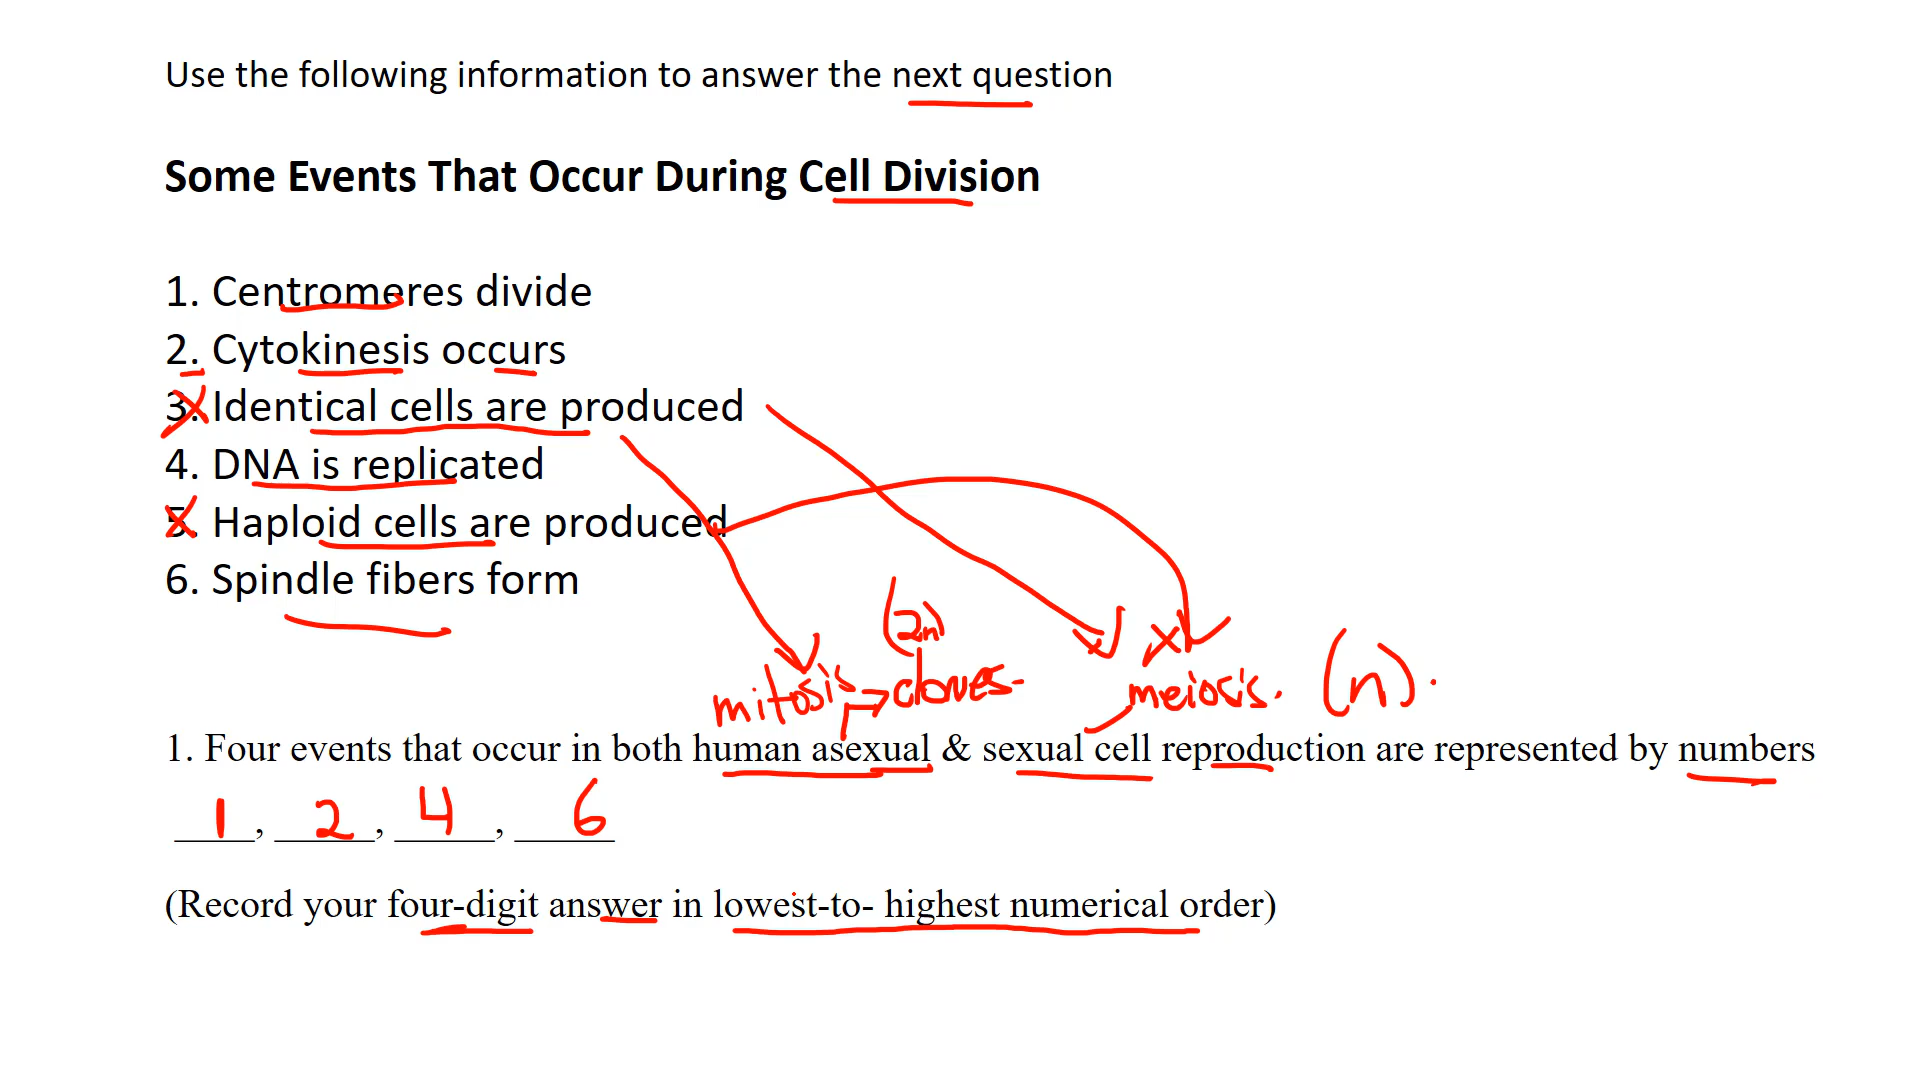 Use the following information to answer the next question
Some Events That Occur During Cell Division
1. Centromeres divide
2. Cytokinesis occurs
3. Identical cells are produced
4. DNA is replicated
5. Haploid cells are produced
6. Spindle fibers form
(2n)
mitosis → clones.
meiosis. (n).
1. Four events that occur in both human asexual & sexual cell reproduction are represented by numbers
1, 2, 4, 6
(Record your four-digit answer in lowest-to- highest numerical order)